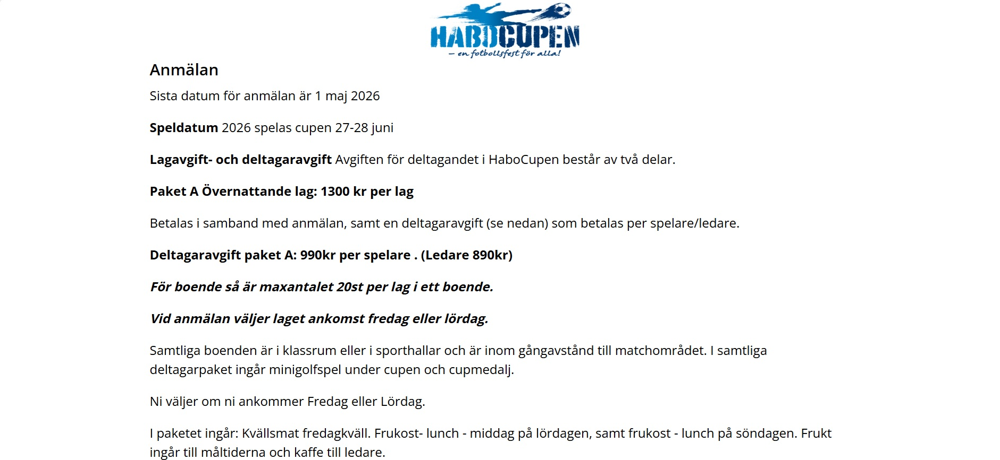 HABOCUPEN
– en fotbollsfest för alla!
Anmälan
Sista datum för anmälan är 1 maj 2026
Speldatum 2026 spelas cupen 27-28 juni
Lagavgift- och deltagaravgift Avgiften för deltagandet i HaboCupen består av två delar.
Paket A Övernattande lag: 1300 kr per lag
Betalas i samband med anmälan, samt en deltagaravgift (se nedan) som betalas per spelare/ledare.
Deltagaravgift paket A: 990kr per spelare . (Ledare 890kr)
För boende så är maxantalet 20st per lag i ett boende.
Vid anmälan väljer laget ankomst fredag eller lördag.
Samtliga boenden är i klassrum eller i sporthallar och är inom gångavstånd till matchområdet. I samtliga
deltagarpaket ingår minigolfspel under cupen och cupmedalj.
Ni väljer om ni ankommer Fredag eller Lördag.
I paketet ingår: Kvällsmat fredagkväll. Frukost- lunch - middag på lördagen, samt frukost - lunch på söndagen. Frukt
ingår till måltiderna och kaffe till ledare.